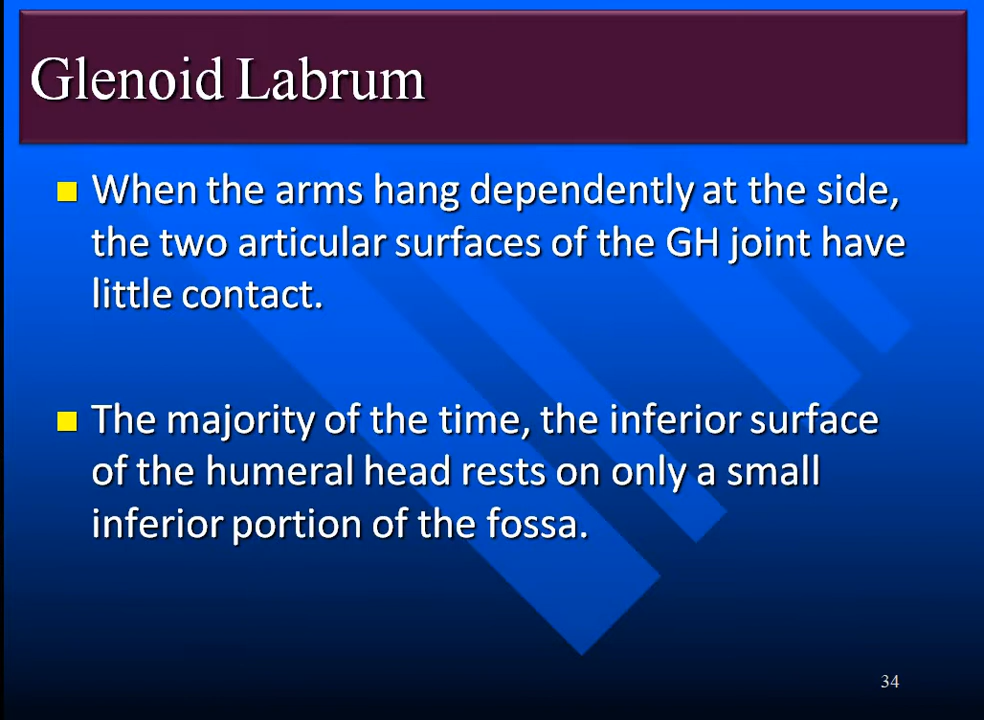 Glenoid Labrum
When the arms hang dependently at the side,
the two articular surfaces of the GH joint have
little contact.
The majority of the time, the inferior surface
of the humeral head rests on only a small
inferior portion of the fossa.
34